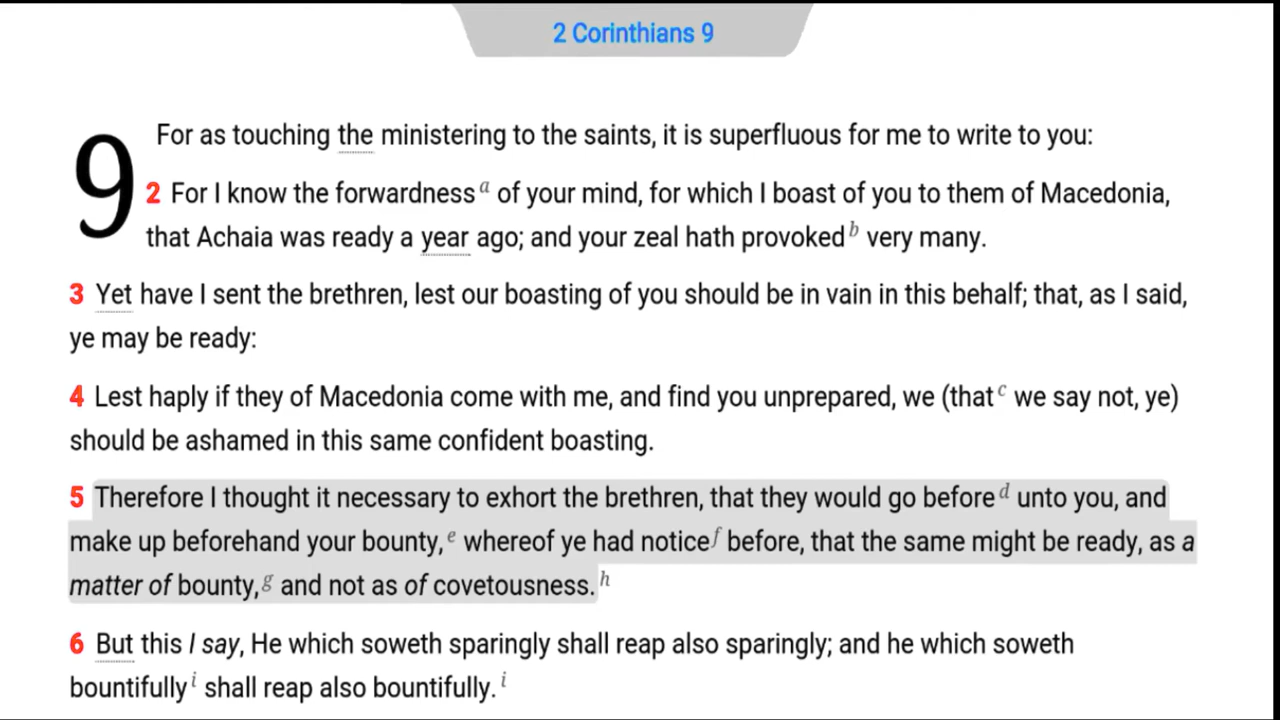 2 Corinthians 9
9 For as touching the ministering to the saints, it is superfluous for me to write to you:
2 For I know the forwardness a of your mind, for which I boast of you to them of Macedonia,
that Achaia was ready a year ago; and your zeal hath provoked b very many.
3 Yet have I sent the brethren, lest our boasting of you should be in vain in this behalf; that, as I said,
ye may be ready:
4 Lest haply if they of Macedonia come with me, and find you unprepared, we (that c we say not, ye)
should be ashamed in this same confident boasting.
5 Therefore I thought it necessary to exhort the brethren, that they would go before d unto you, and
make up beforehand your bounty, e whereof ye had notice f before, that the same might be ready, as a
matter of bounty, g and not as of covetousness. h
6 But this I say, He which soweth sparingly shall reap also sparingly; and he which soweth
bountifully i shall reap also bountifully. i